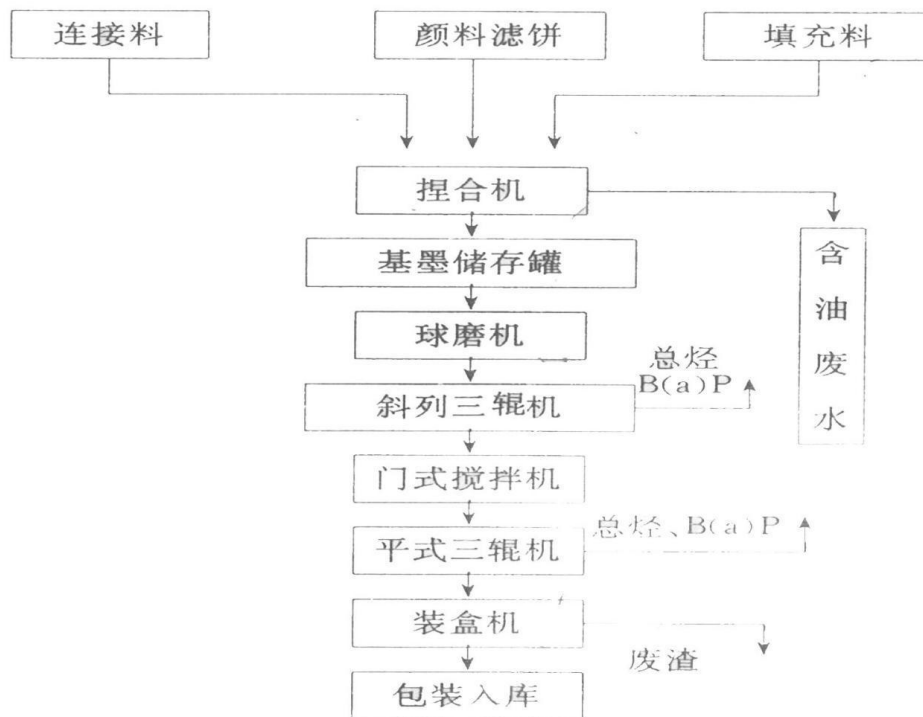 连接料
颜料滤饼
填充料
捏合机
基墨储存罐
球磨机
斜列三辊机
总烃
B(a)P
门式搅拌机
平式三辊机
总烃、B(a)P
装盒机
废渣
包装入库
含油废水